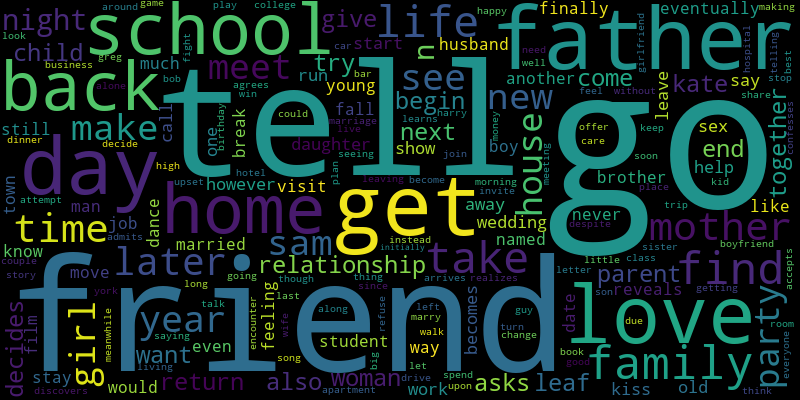 night
school
give
life
father
finally
eventually
making
around
game
play
college
happy
look
child
meet
try
husband
n
start
car
fight
business
greg
much
run
bob
agrees
win
bar
young
another
come
girlfriend
need
hospital
telling
kate
say
stop
best
share
back
tell
see
new
go
leave
without
feel
well
alone
still
make
call
one
birthday
break
could
fall
begin
harry
learns
marriage
live
boy
next
show
money
join
offer
care
keep
sex
end
together
confesses
dinner
decide
high
day
daughter
seeing
plan
house
brother
soon
help
kid
place
however
visit
hotel
upset
leaving
become
morning
invite
meeting
away
never
like
town
attempt
man
home
get
wedding
named
mother
trip
despite
time
job
admits
dance
married
sam
instead
initially
take
find
sister
boyfriend
little
class
know
couple
story
move
later
long
going
relationship
though
thing
since
arrives
realizes
parent
letter
son
reveals
getting
accepts
york
friend
year
talk
saying
even
feeling
last
along
left
marry
walk
guy
turn
change
becomes
love
date
due
room
party
everyone
decides
film
girl
meanwhile
want
living
encounter
wife
song
student
refuse
way
big
let
book
family
good
stay
discovers
would
return
also
woman
apartment
drive
work
spend
upon
asks
leaf
kiss
old
think